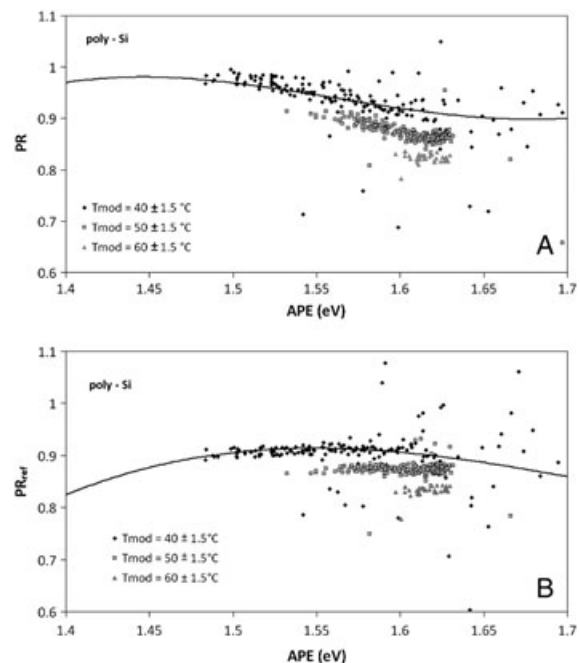 1.1
poly - Si
1
0.9
PR
0.8
Tmod = 40 ± 1.5 °C
Tmod = 50 ± 1.5 °C
0.7
Tmod = 60 ± 1.5 °C
A
0.6
1.4 1.45 1.5 1.55 1.6 1.65 1.7
APE (eV)
1.1
poly - Si
1
0.9
PRref
0.8
Tmod = 40 ± 1.5°C
0.7
Tmod = 50 ± 1.5°C
Tmod = 60 ± 1.5°C
B
0.6
1.4 1.45 1.5 1.55 1.6 1.65 1.7
APE (eV)